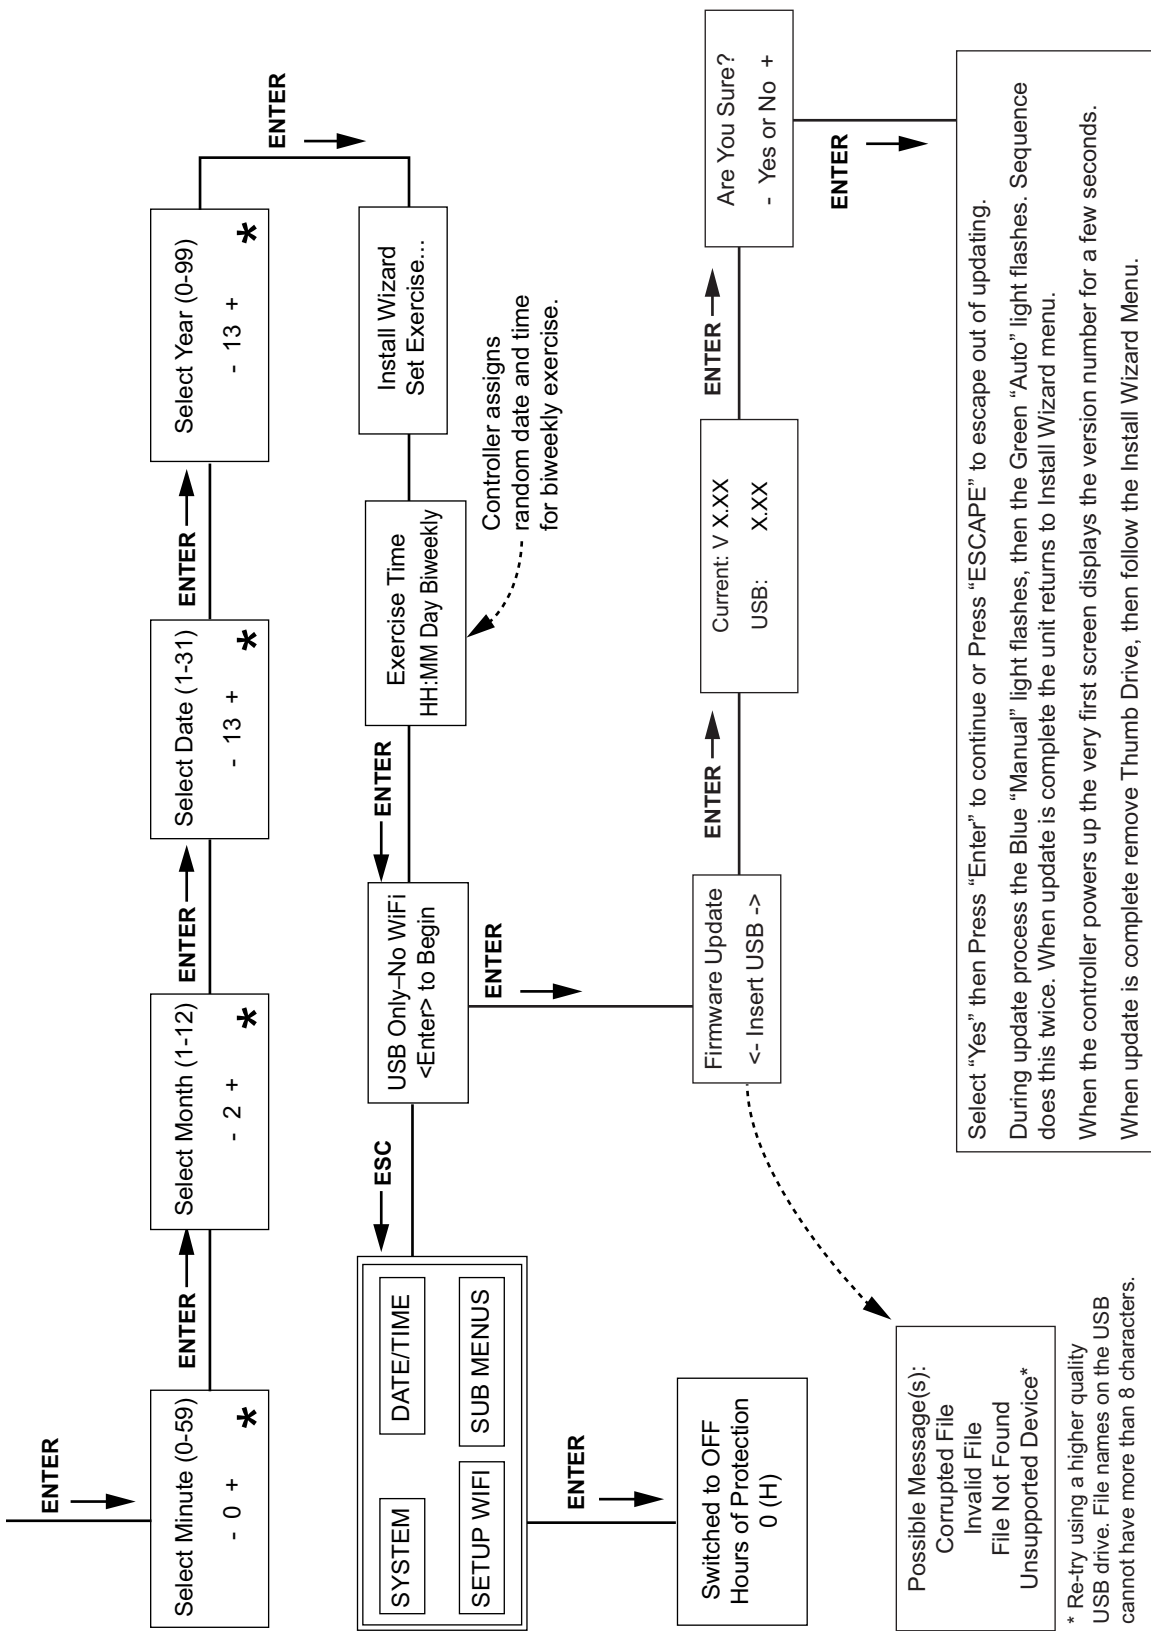 ENTER
Select Minute (0-59)
- 0 +
*
ENTER
Select Month (1-12)
- 2 +
*
ENTER
Select Date (1-31)
- 13 +
*
ENTER
Select Year (0-99)
- 13 +
*
ENTER
Install Wizard
Set Exercise...
Exercise Time
HH:MM Day Biweekly
Controller assigns
random date and time
for biweekly exercise.
ENTER
USB Only–No WiFi
<Enter> to Begin
ESC
SYSTEM
DATE/TIME
SETUP WIFI
SUB MENUS
ENTER
Switched to OFF
Hours of Protection
0 (H)
ENTER
Firmware Update
<- Insert USB ->
ENTER
Current: V X.XX
USB: X.XX
ENTER
Are You Sure?
- Yes or No +
ENTER
Select “Yes” then Press “Enter” to continue or Press “ESCAPE” to escape out of updating.
During update process the Blue “Manual” light flashes, then the Green “Auto” light flashes. Sequence
does this twice. When update is complete the unit returns to Install Wizard menu.
When the controller powers up the very first screen displays the version number for a few seconds.
When update is complete remove Thumb Drive, then follow the Install Wizard Menu.
Possible Message(s):
Corrupted File
Invalid File
File Not Found
Unsupported Device*
* Re-try using a higher quality
USB drive. File names on the USB
cannot have more than 8 characters.